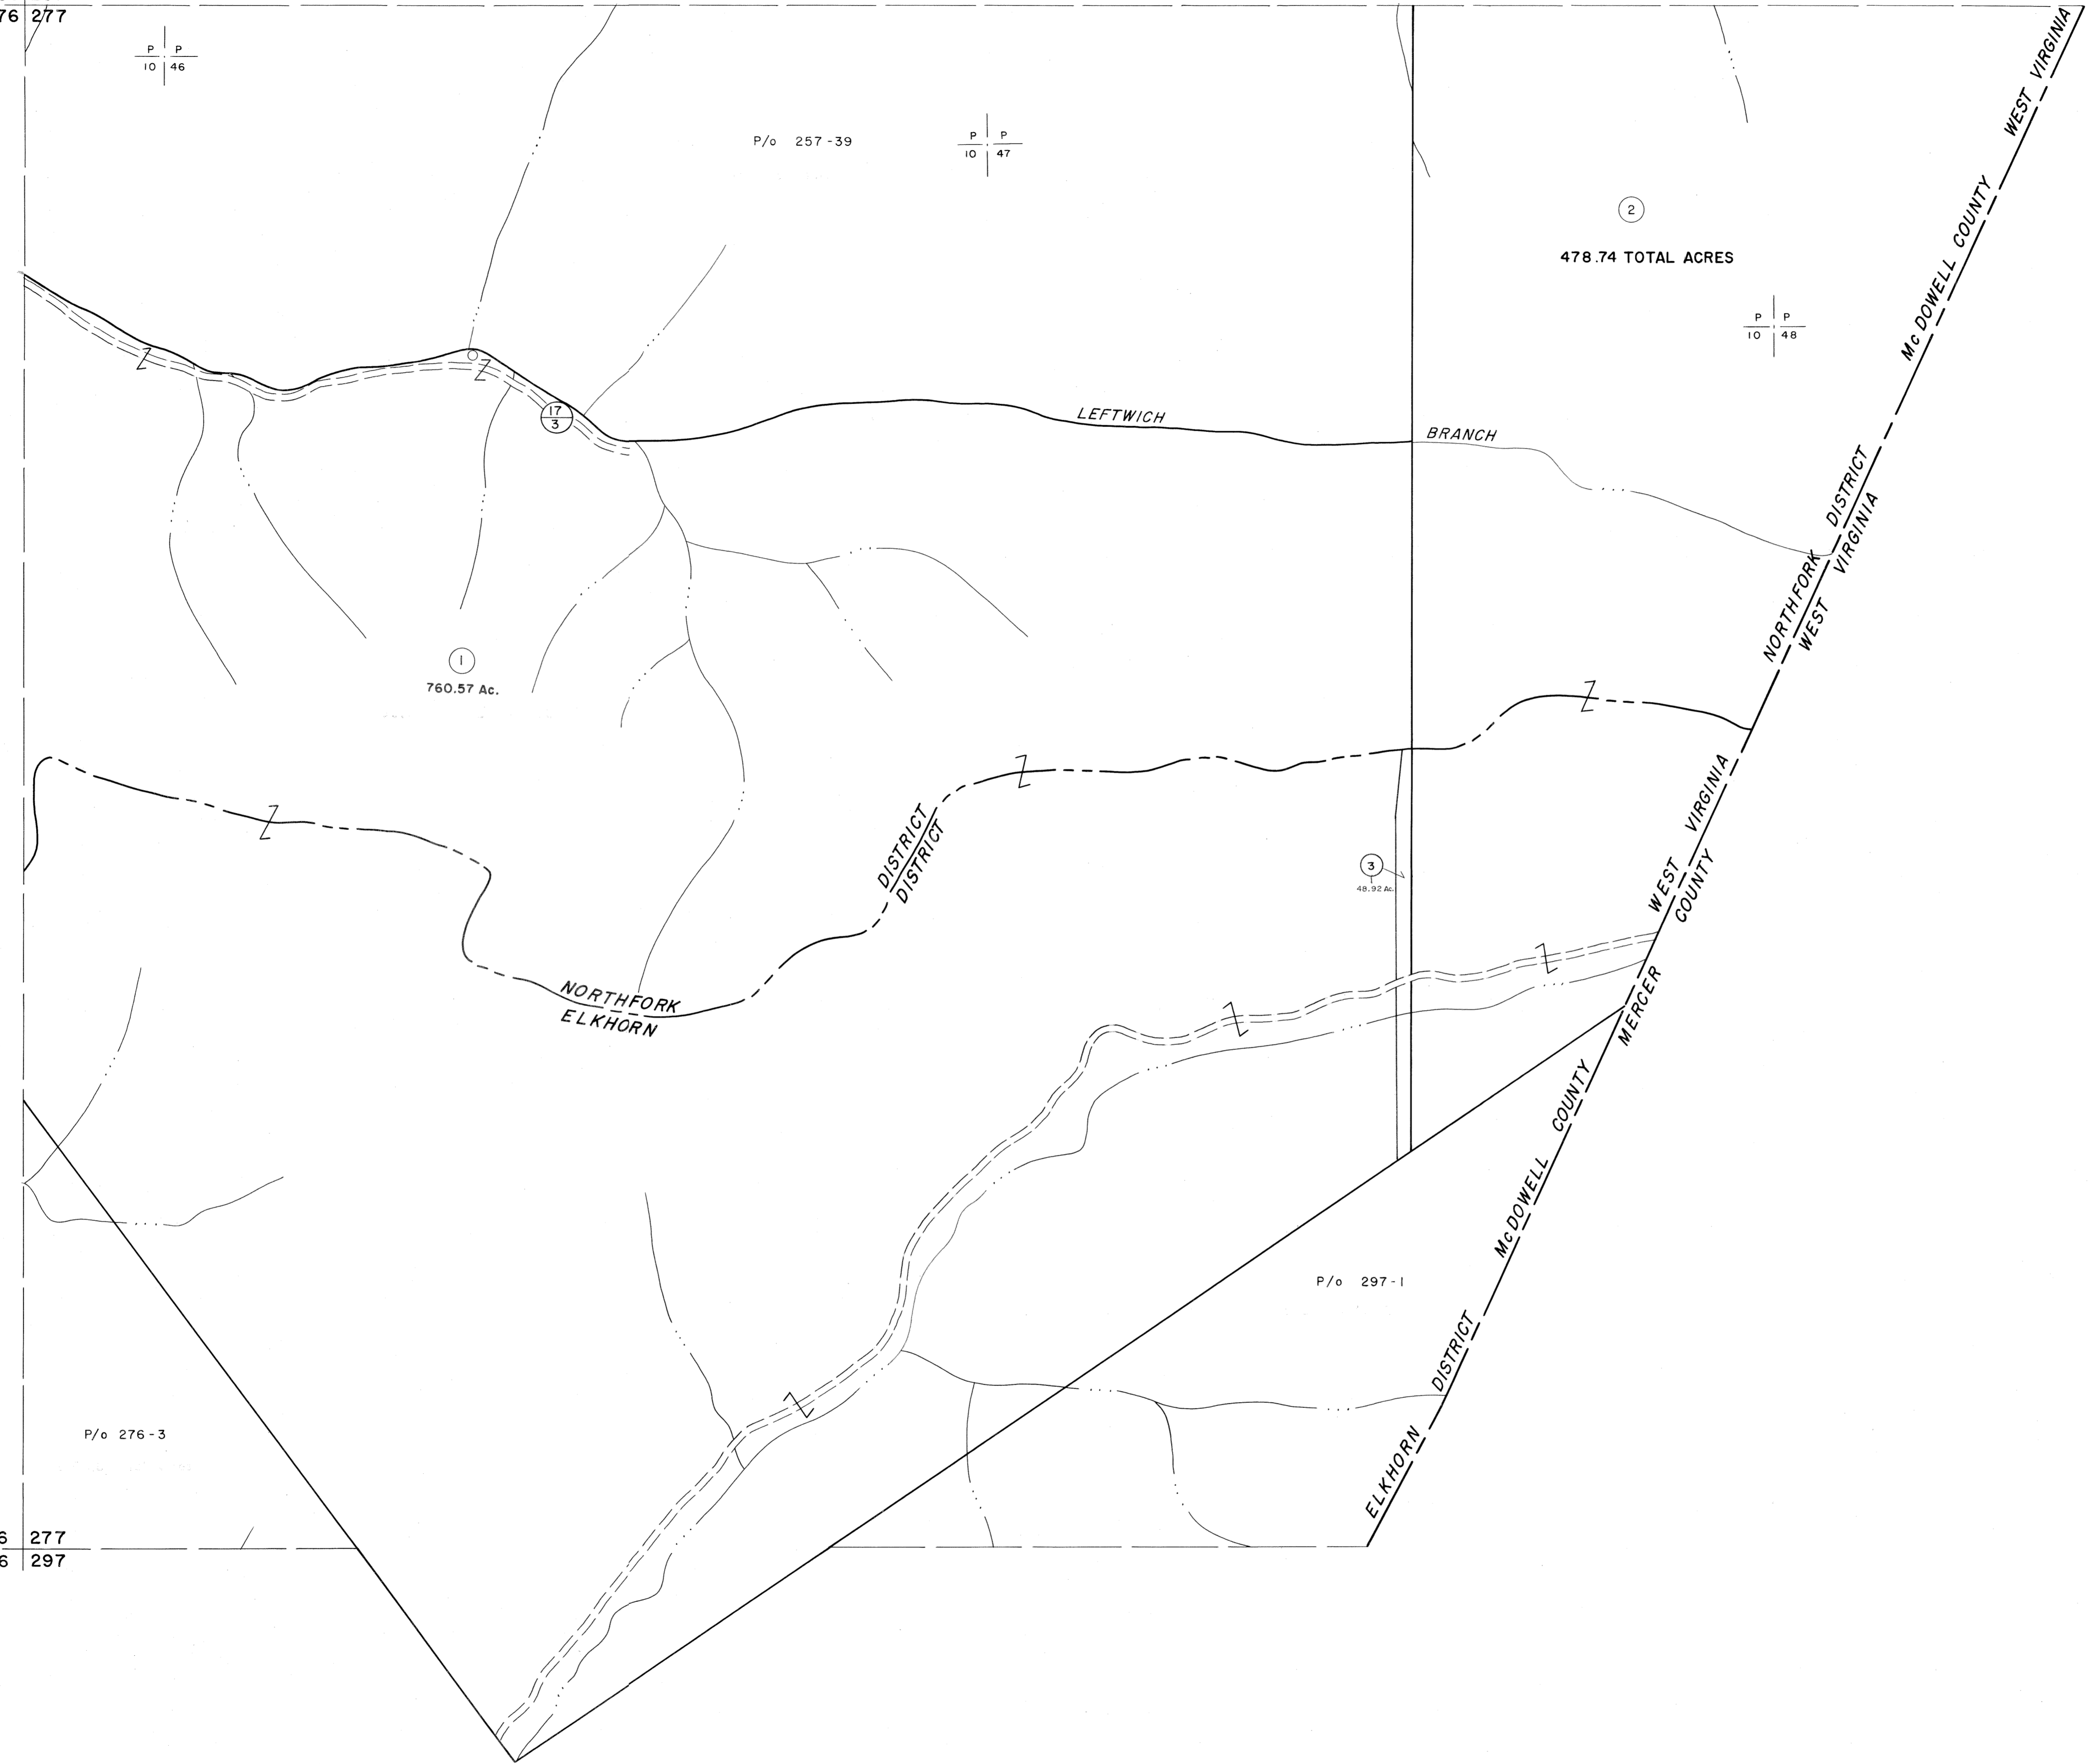 76 277
P P
10 46
P/o 257-39
P P
10 47
2
478.74 TOTAL ACRES
P P
10 48
WEST VIRGINIA
McDOWELL COUNTY
NORTHFORK DISTRICT
WEST VIRGINIA
17
3
LEFTWICH BRANCH
1
760.57 Ac.
DISTRICT
DISTRICT
3
48.92 Ac.
WEST VIRGINIA
MERCER COUNTY
NORTHFORK
ELKHORN
McDOWELL COUNTY
P/o 297-1
ELKHORN DISTRICT
P/o 276-3
6 277
6 297